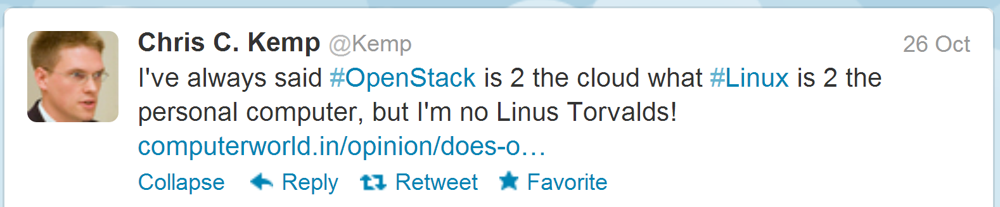 Chris C. Kemp @Kemp 26 Oct
I've always said #OpenStack is 2 the cloud what #Linux is 2 the
personal computer, but I'm no Linus Torvalds!
computerworld.in/opinion/does-o…
Collapse Reply Retweet Favorite